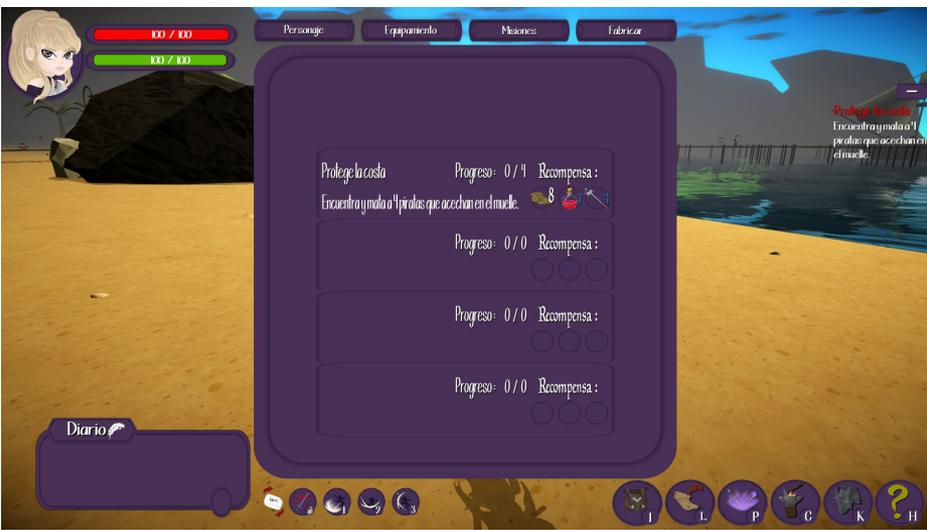 100 / 100
100 / 100
Personaje
Equipamiento
Misiones
Fabricar
Protege la costa
Encuentra y mata a 4
piratas que acechan en
el muelle.
Protege la costa Progreso: 0 / 4 Recompensa :
Encuentra y mata a 4 piratas que acechan en el muelle. 8 1 1
Progreso: 0 / 0 Recompensa :
Progreso: 0 / 0 Recompensa :
Progreso: 0 / 0 Recompensa :
Diario
1 2 3
I L P C K H